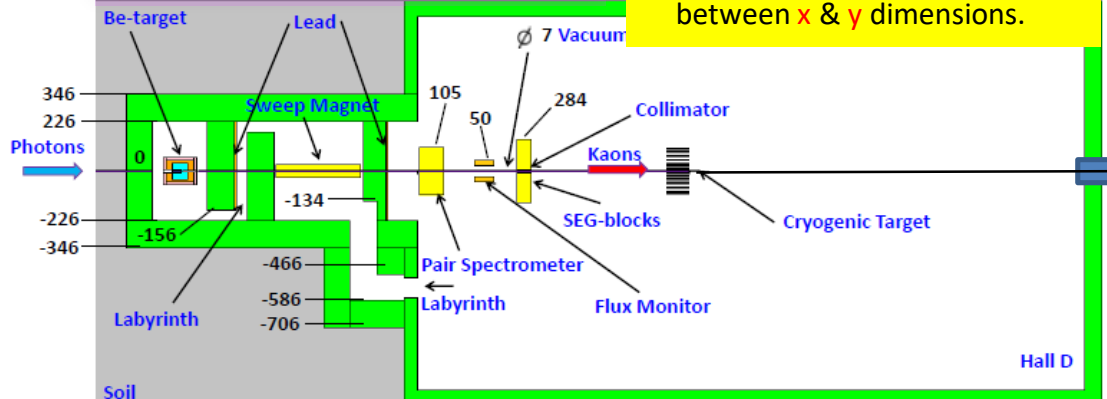 between x & y dimensions.
Be-target
Lead
Ø 7 Vacuum
346
226
Sweep Magnet
105
50
284
Collimator
Photons
0
Kaons
-134
-226
-156
-346
SEG-blocks
Cryogenic Target
-466
Pair Spectrometer
-586
Labyrinth
Flux Monitor
Labyrinth
-706
Hall D
Soil